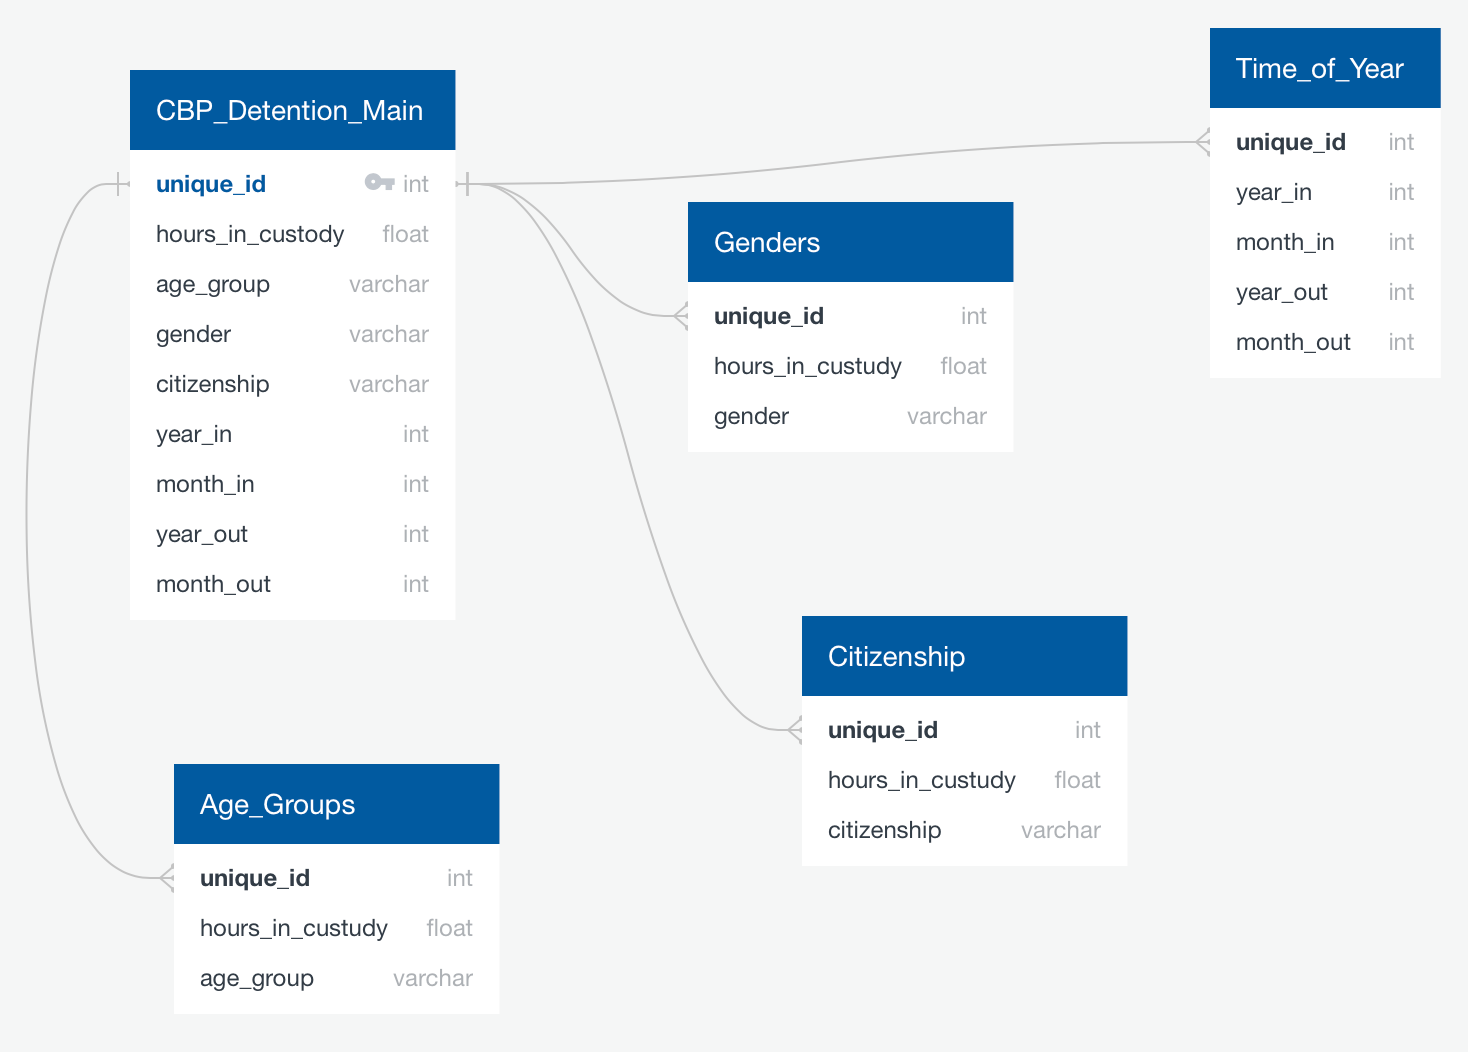 CBP_Detention_Main
unique_id int
hours_in_custody float
age_group varchar
gender varchar
citizenship varchar
year_in int
month_in int
year_out int
month_out int
Time_of_Year
unique_id int
year_in int
month_in int
year_out int
month_out int
Genders
unique_id int
hours_in_custudy float
gender varchar
Citizenship
unique_id int
hours_in_custudy float
citizenship varchar
Age_Groups
unique_id int
hours_in_custudy float
age_group varchar